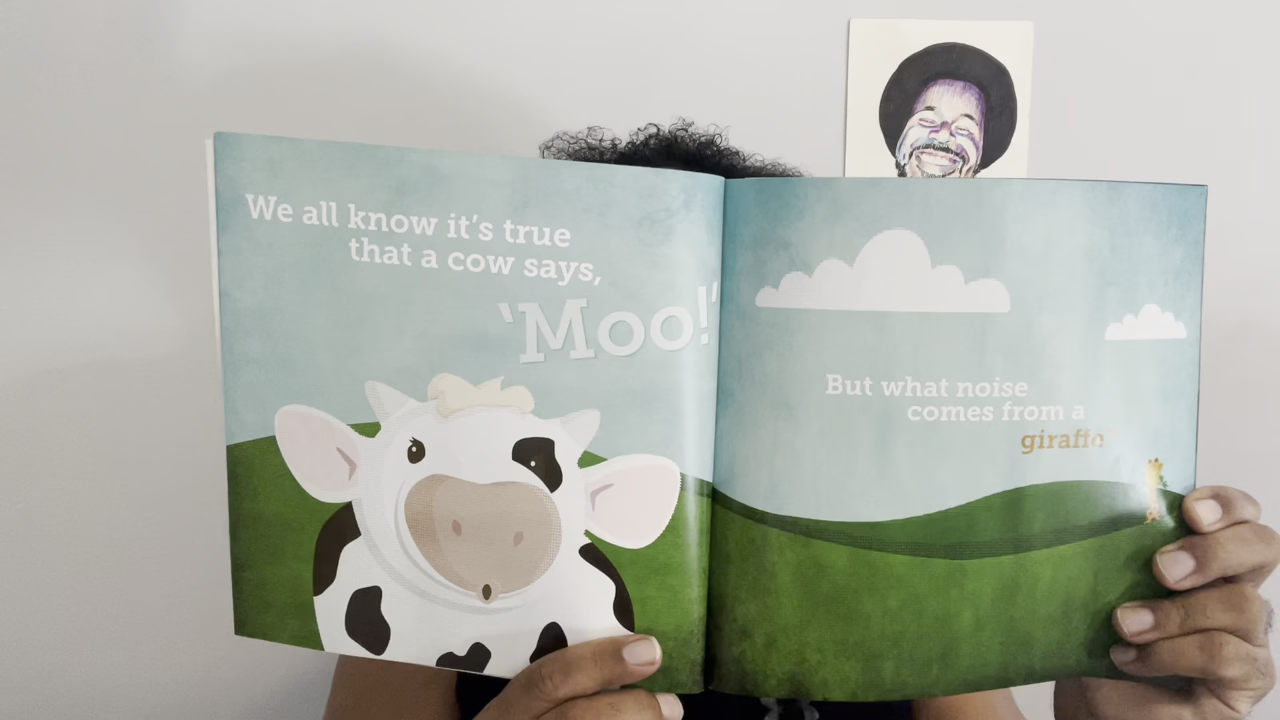 We all know it's true
that a cow says,
‘Moo!’
But what noise
comes from a
giraffe